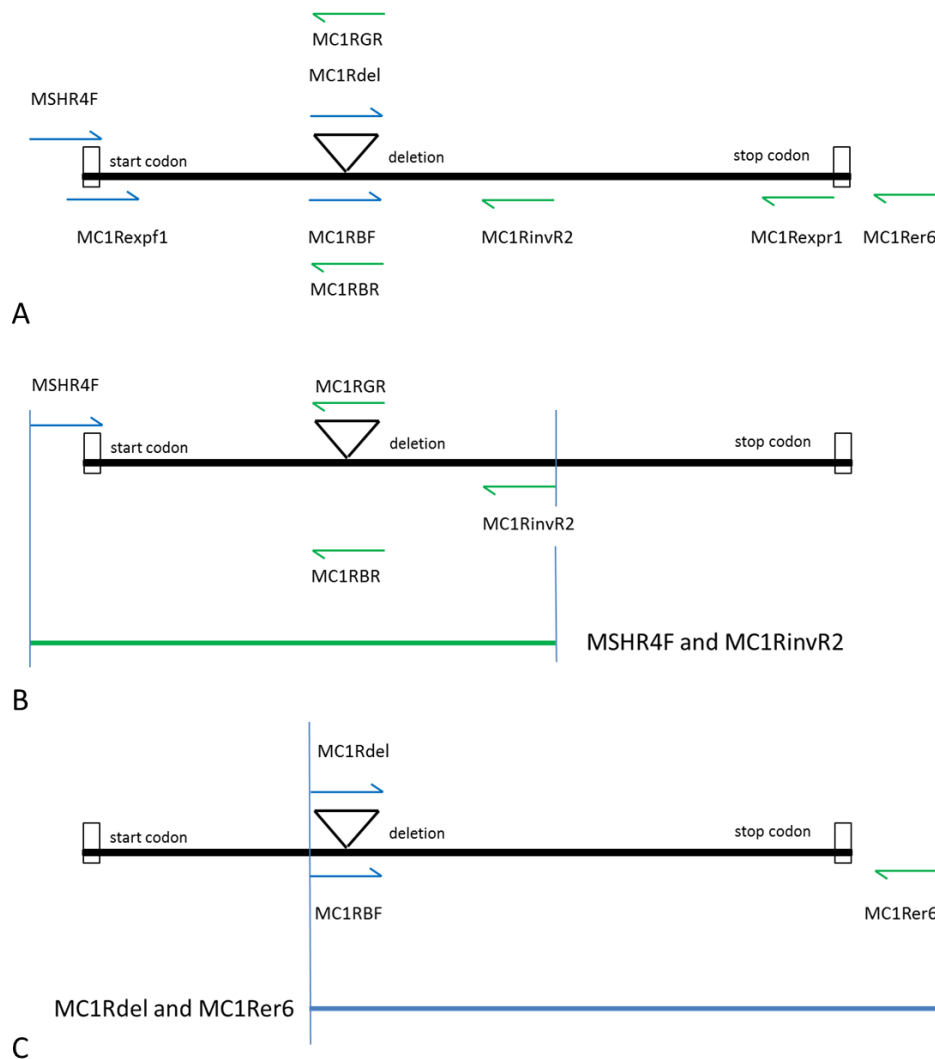 MC1RGR
MC1Rdel
MSHR4F
start codon
deletion
stop codon
MC1Rexpf1
MC1RBF
MC1RinvR2
MC1Rexpr1
MC1Rer6
MC1RBR
A
MSHR4F
MC1RGR
start codon
deletion
stop codon
MC1RinvR2
MC1RBR
MSHR4F and MC1RinvR2
B
MC1Rdel
start codon
deletion
stop codon
MC1RBF
MC1Rer6
MC1Rdel and MC1Rer6
C